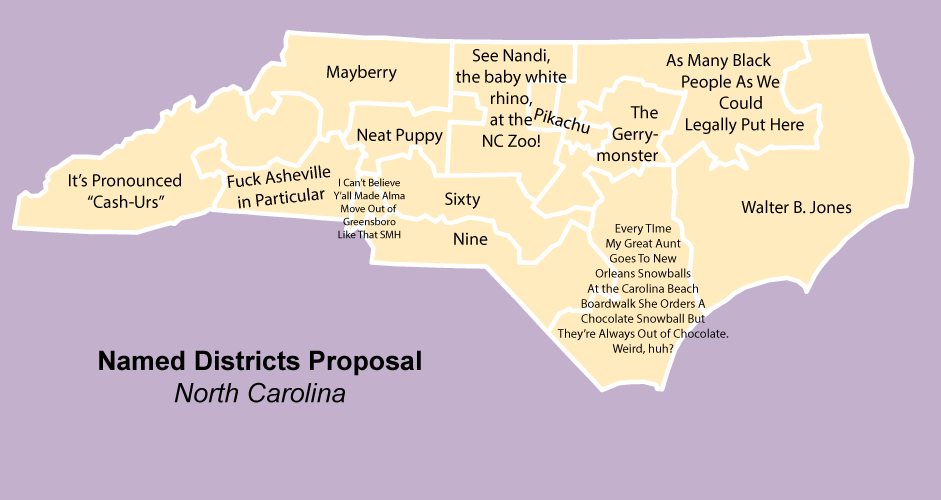 Mayberry
See Nandi,
the baby white
rhino,
at the
NC Zoo!
Pikachu
As Many Black
People As We
Could
Legally Put Here
The
Gerry-
monster
Neat Puppy
It's Pronounced
“Cash-Urs”
Fuck Asheville
in Particular
I Can't Believe
Y'all Made Alma
Move Out of
Greensboro
Like That SMH
Sixty
Nine
Walter B. Jones
Every TIme
My Great Aunt
Goes To New
Orleans Snowballs
At the Carolina Beach
Boardwalk She Orders A
Chocolate Snowball But
They're Always Out of Chocolate.
Weird, huh?
Named Districts Proposal
North Carolina